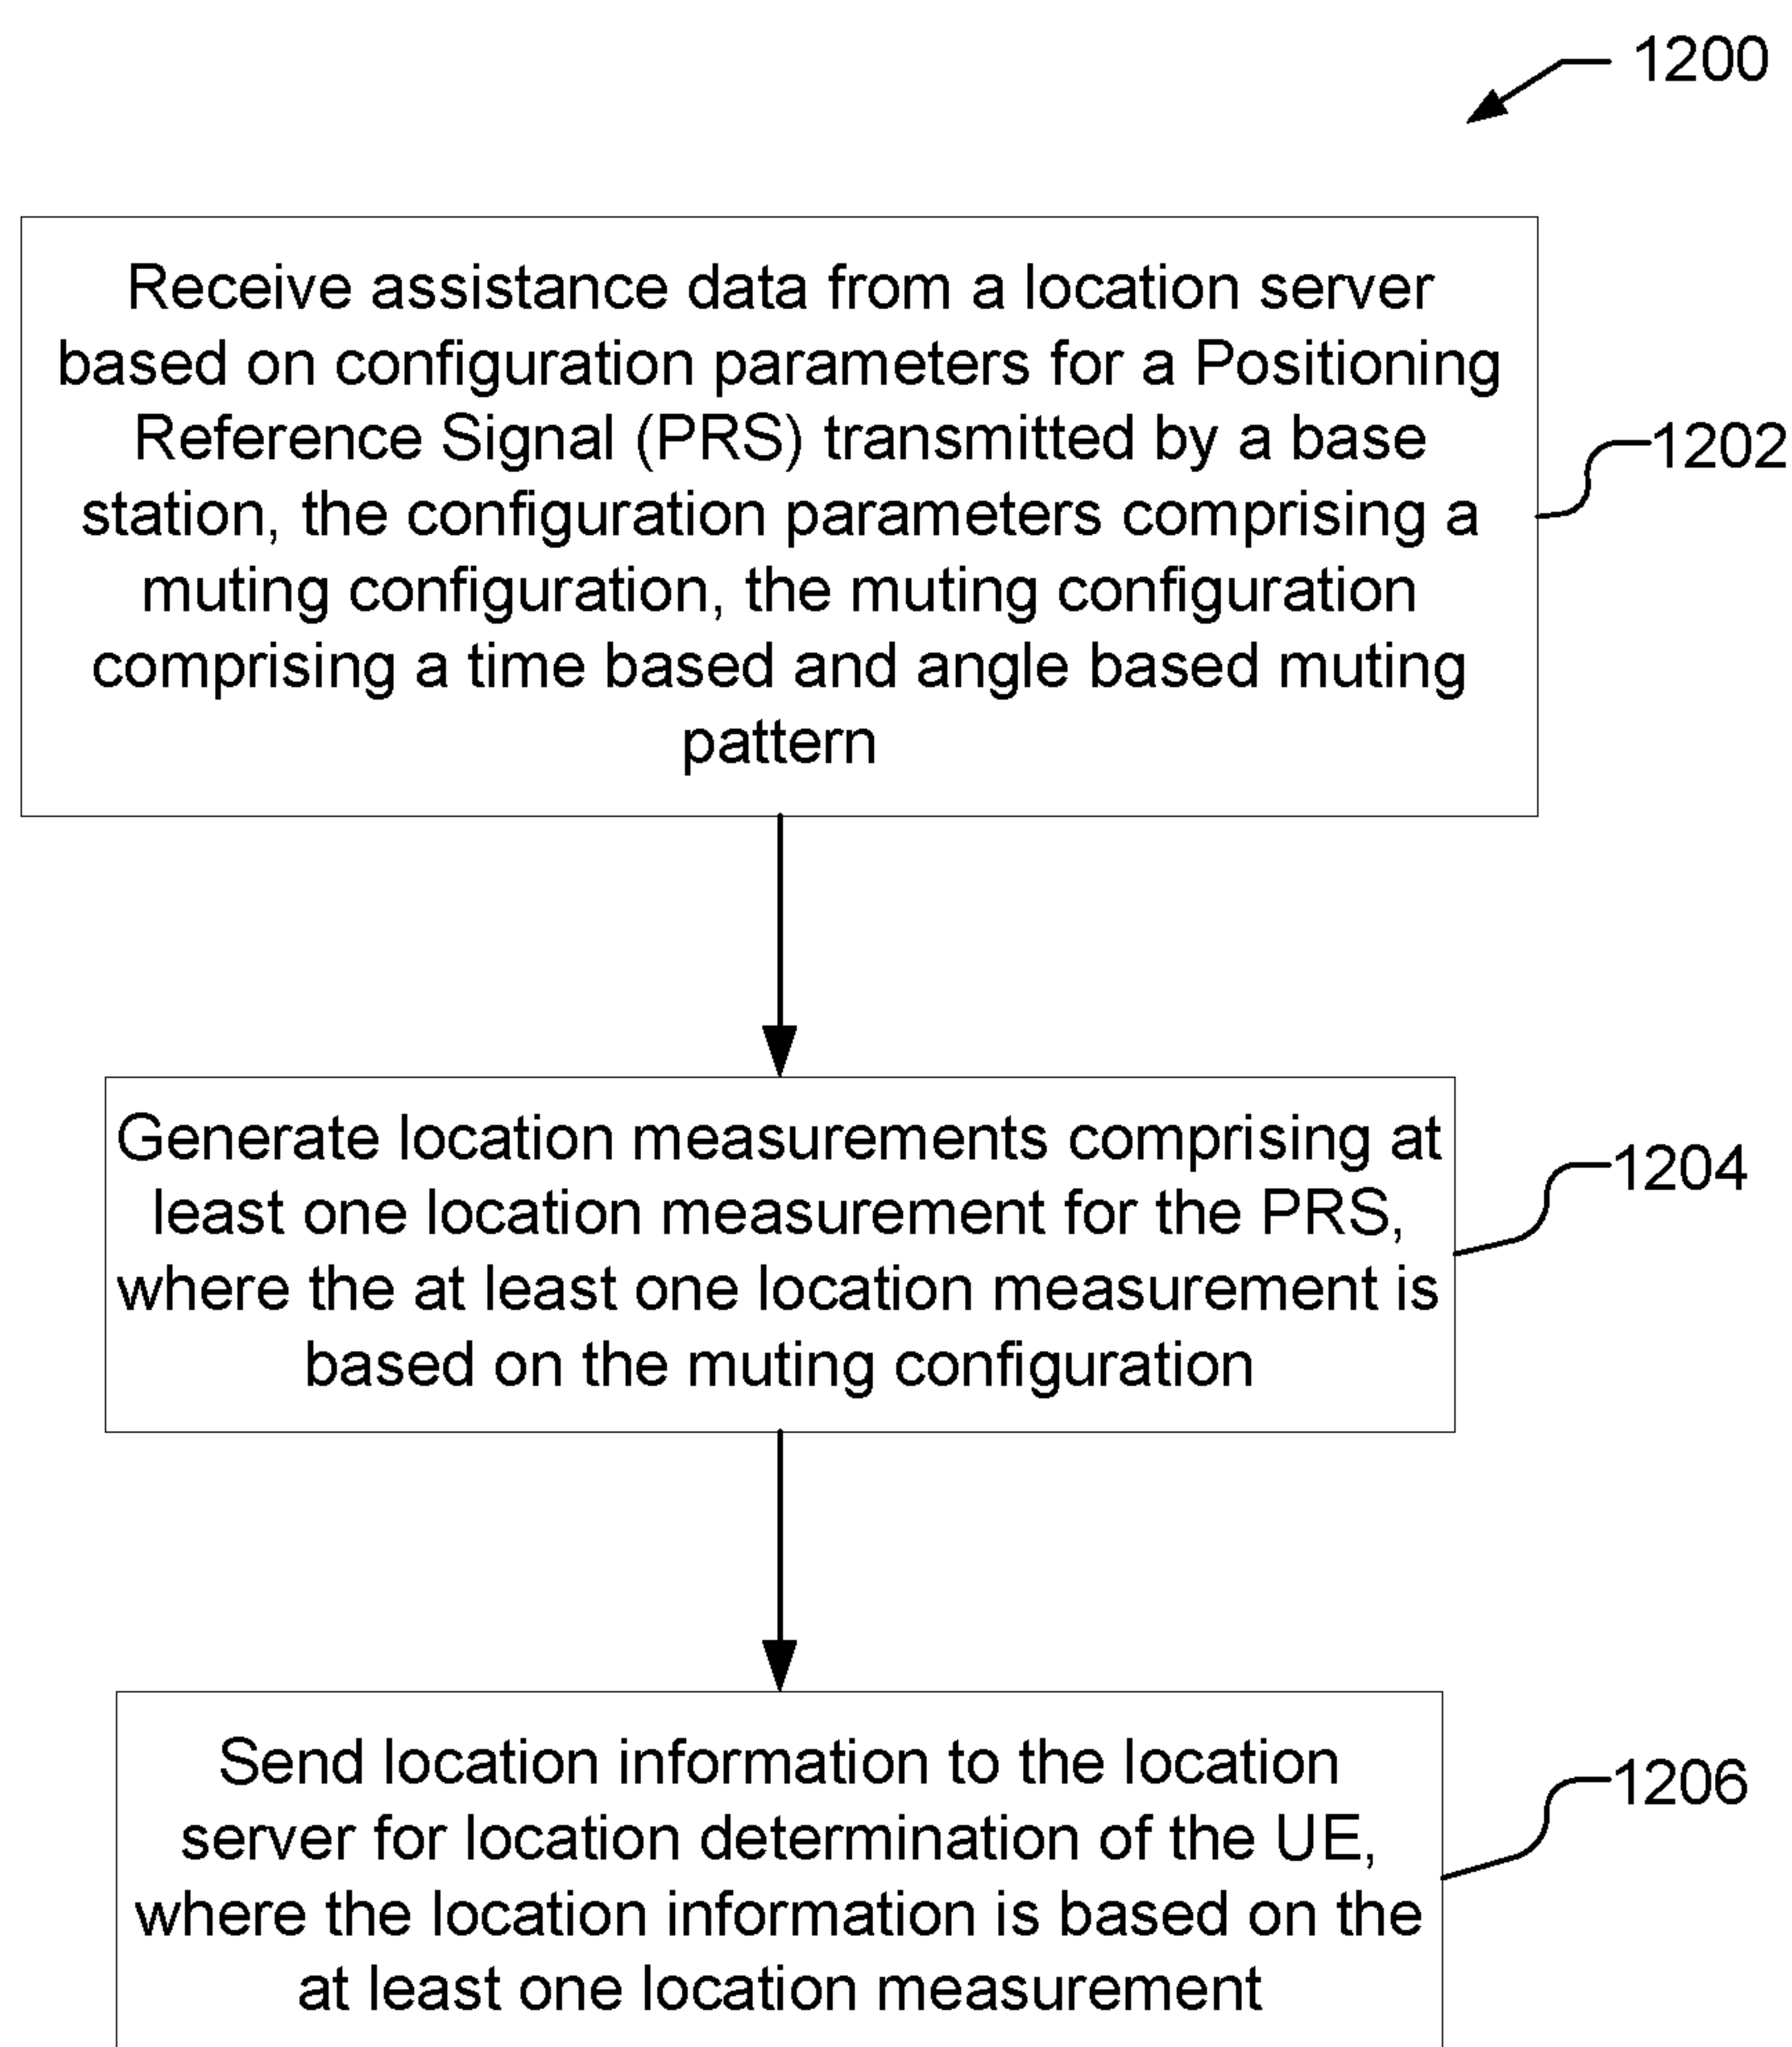 1200
Receive assistance data from a location server
based on configuration parameters for a Positioning
Reference Signal (PRS) transmitted by a base
station, the configuration parameters comprising a
muting configuration, the muting configuration
comprising a time based and angle based muting
pattern
1202
Generate location measurements comprising at
least one location measurement for the PRS,
where the at least one location measurement is
based on the muting configuration
1204
Send location information to the location
server for location determination of the UE,
where the location information is based on the
at least one location measurement
1206